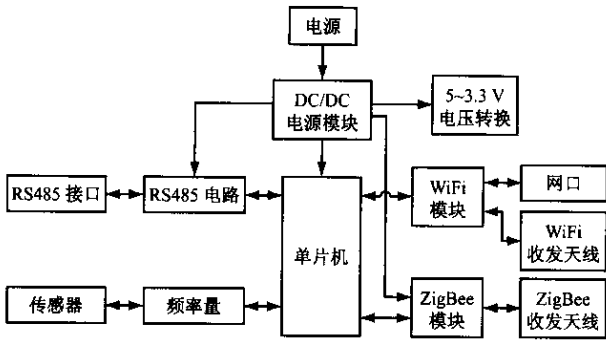 电源
DC/DC
电源模块
5~3.3 V
电压转换
RS485 接口
RS485 电路
单片机
WiFi
模块
网口
WiFi
收发天线
传感器
频率量
ZigBee
模块
ZigBee
收发天线